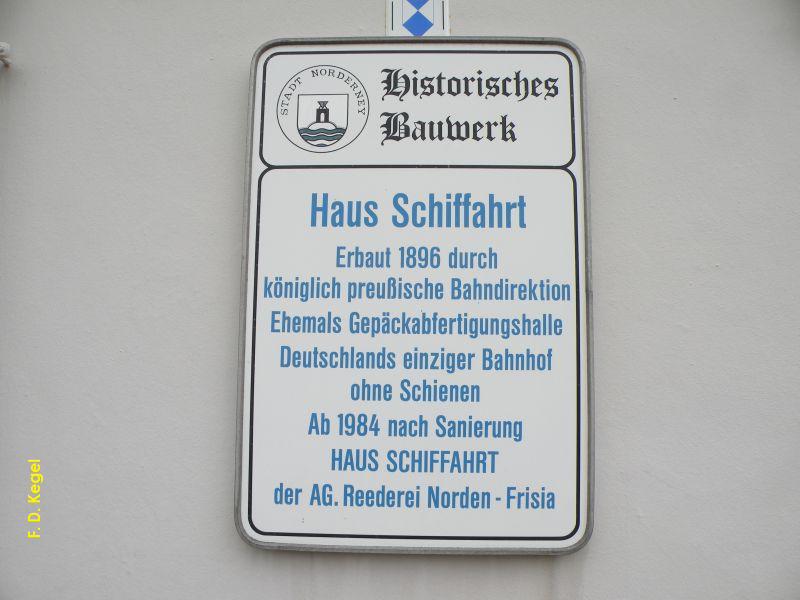 STADT NORDERNEY
Historisches
Bauwerk
Haus Schiffahrt
Erbaut 1896 durch
königlich preußische Bahndirektion
Ehemals Gepäckabfertigungshalle
Deutschlands einziger Bahnhof
ohne Schienen
Ab 1984 nach Sanierung
HAUS SCHIFFAHRT
der AG. Reederei Norden - Frisia
F. D. Kegel